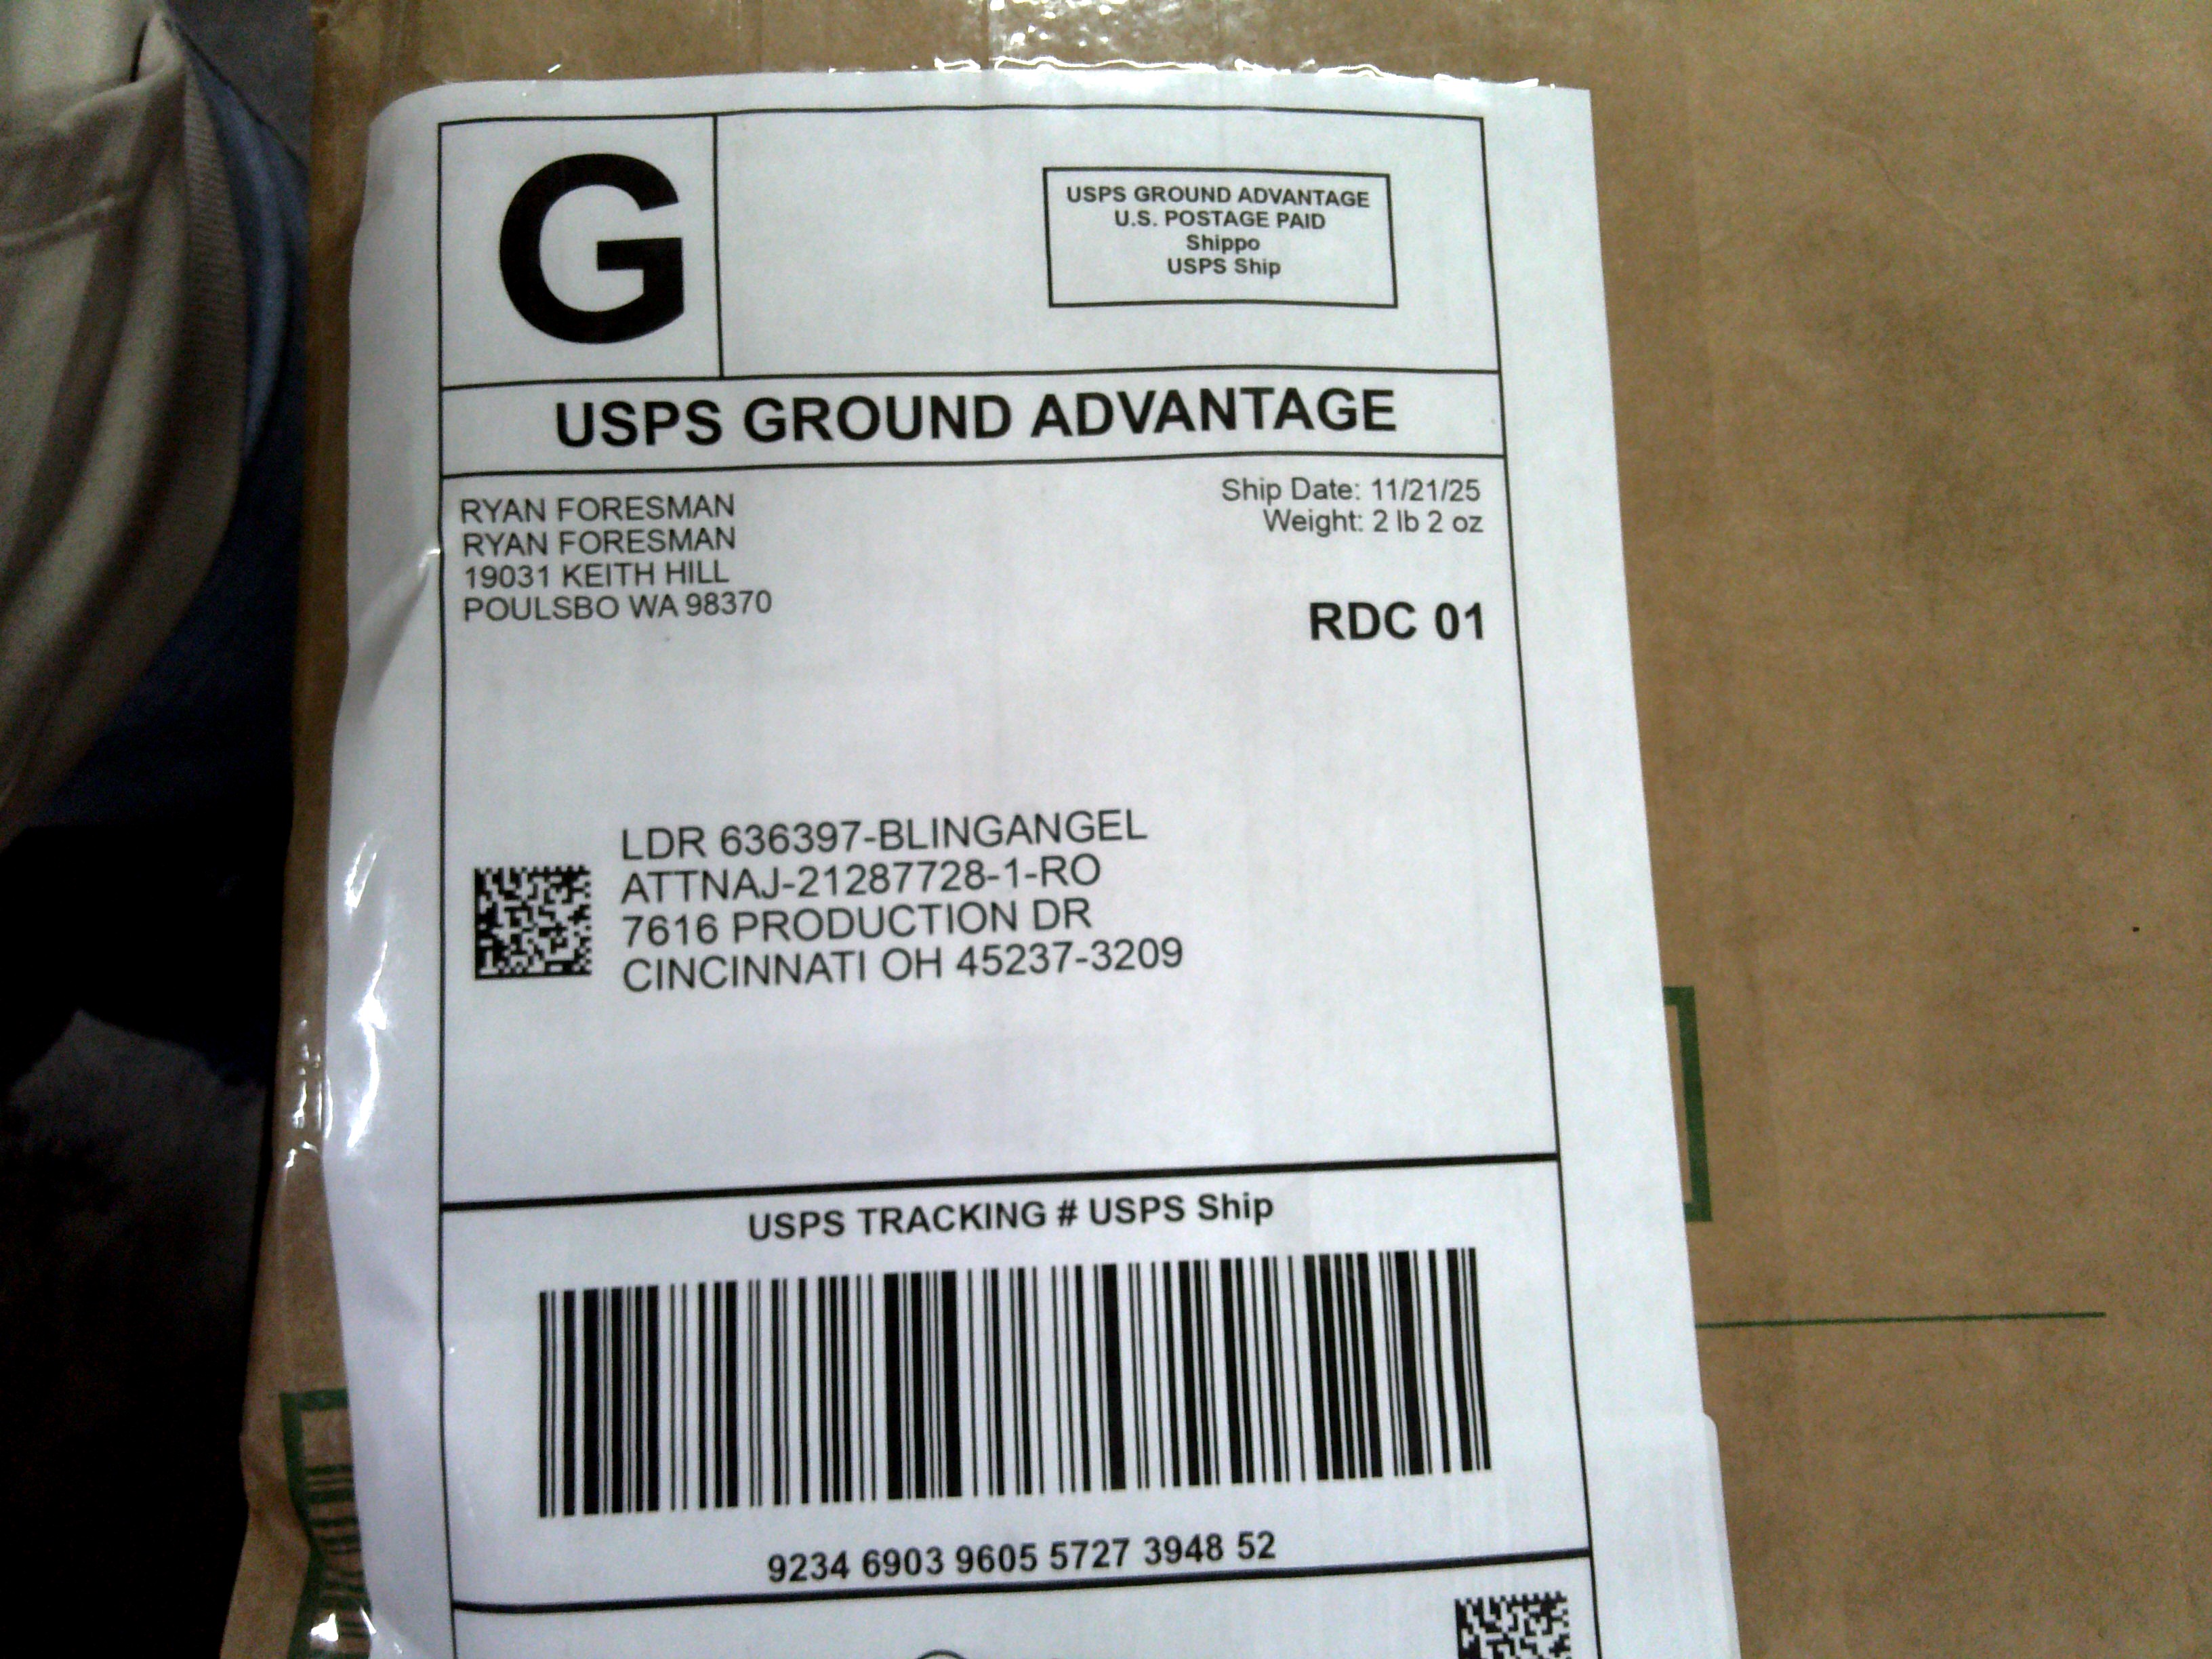 G
USPS GROUND ADVANTAGE
U.S. POSTAGE PAID
Shippo
USPS Ship
USPS GROUND ADVANTAGE
RYAN FORESMAN
RYAN FORESMAN
19031 KEITH HILL
POULSBO WA 98370
Ship Date: 11/21/25
Weight: 2 lb 2 oz
RDC 01
LDR 636397-BLINGANGEL
ATTNAJ-21287728-1-RO
7616 PRODUCTION DR
CINCINNATI OH 45237-3209
USPS TRACKING # USPS Ship
9234 6903 9605 5727 3948 52